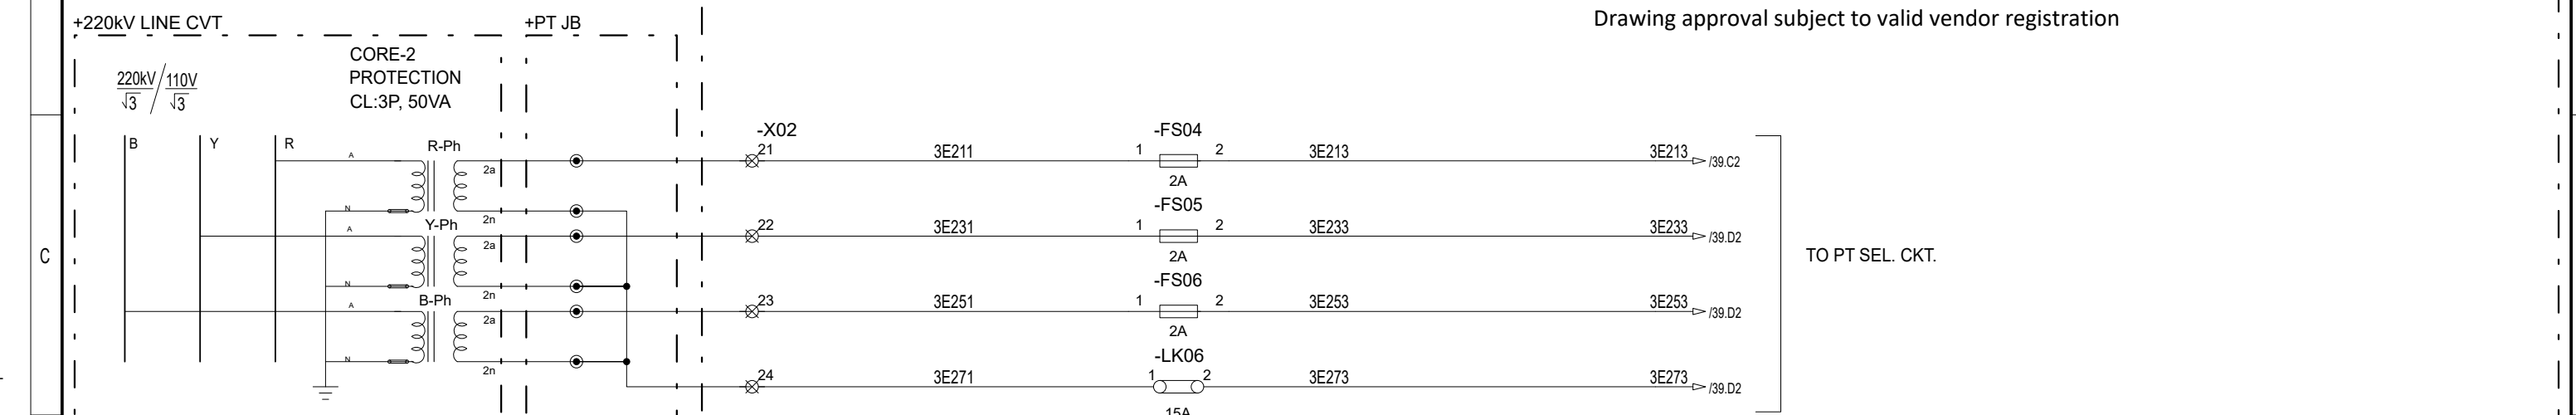 Drawing approval subject to valid vendor registration
+220kV LINE CVT
+PT JB
CORE-2
PROTECTION
CL:3P, 50VA
220kV/110V
√3 √3
B Y R
A R-Ph
2a
N
2n
A Y-Ph
2a
N
2n
A B-Ph
2a
N
2n
-X02
21 3E211 -FS04 1 2 3E213 3E213 /39.C2
2A
22 3E231 -FS05 1 2 3E233 3E233 /39.D2
2A
23 3E251 -FS06 1 2 3E253 3E253 /39.D2
2A
24 3E271 -LK06 1 2 3E273 3E273 /39.D2
15A
TO PT SEL. CKT.
C